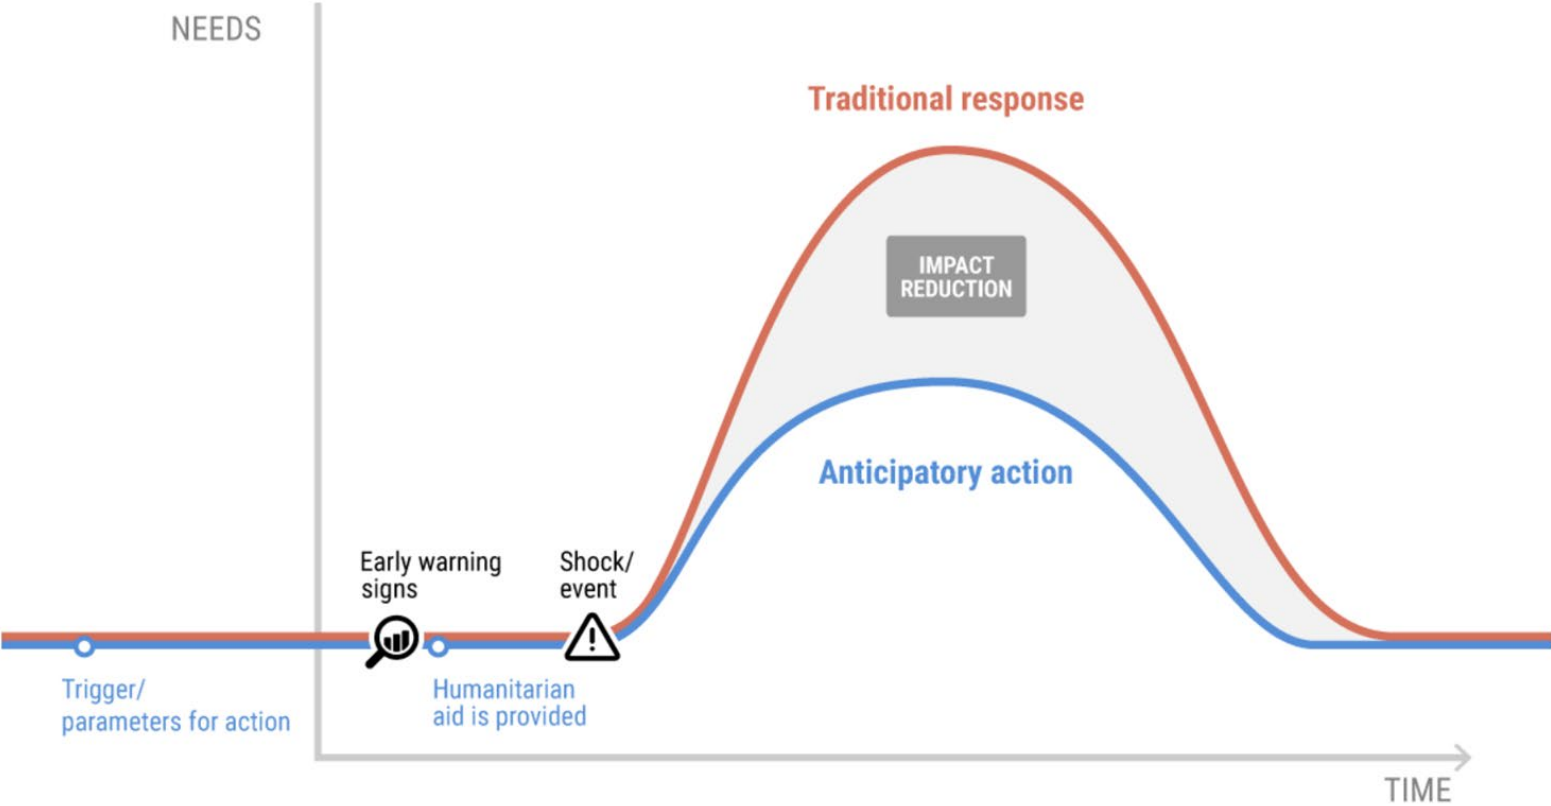 NEEDS
Traditional response
IMPACT
REDUCTION
Anticipatory action
Early warning
signs
Shock/
event
Trigger/
parameters for action
Humanitarian
aid is provided
TIME